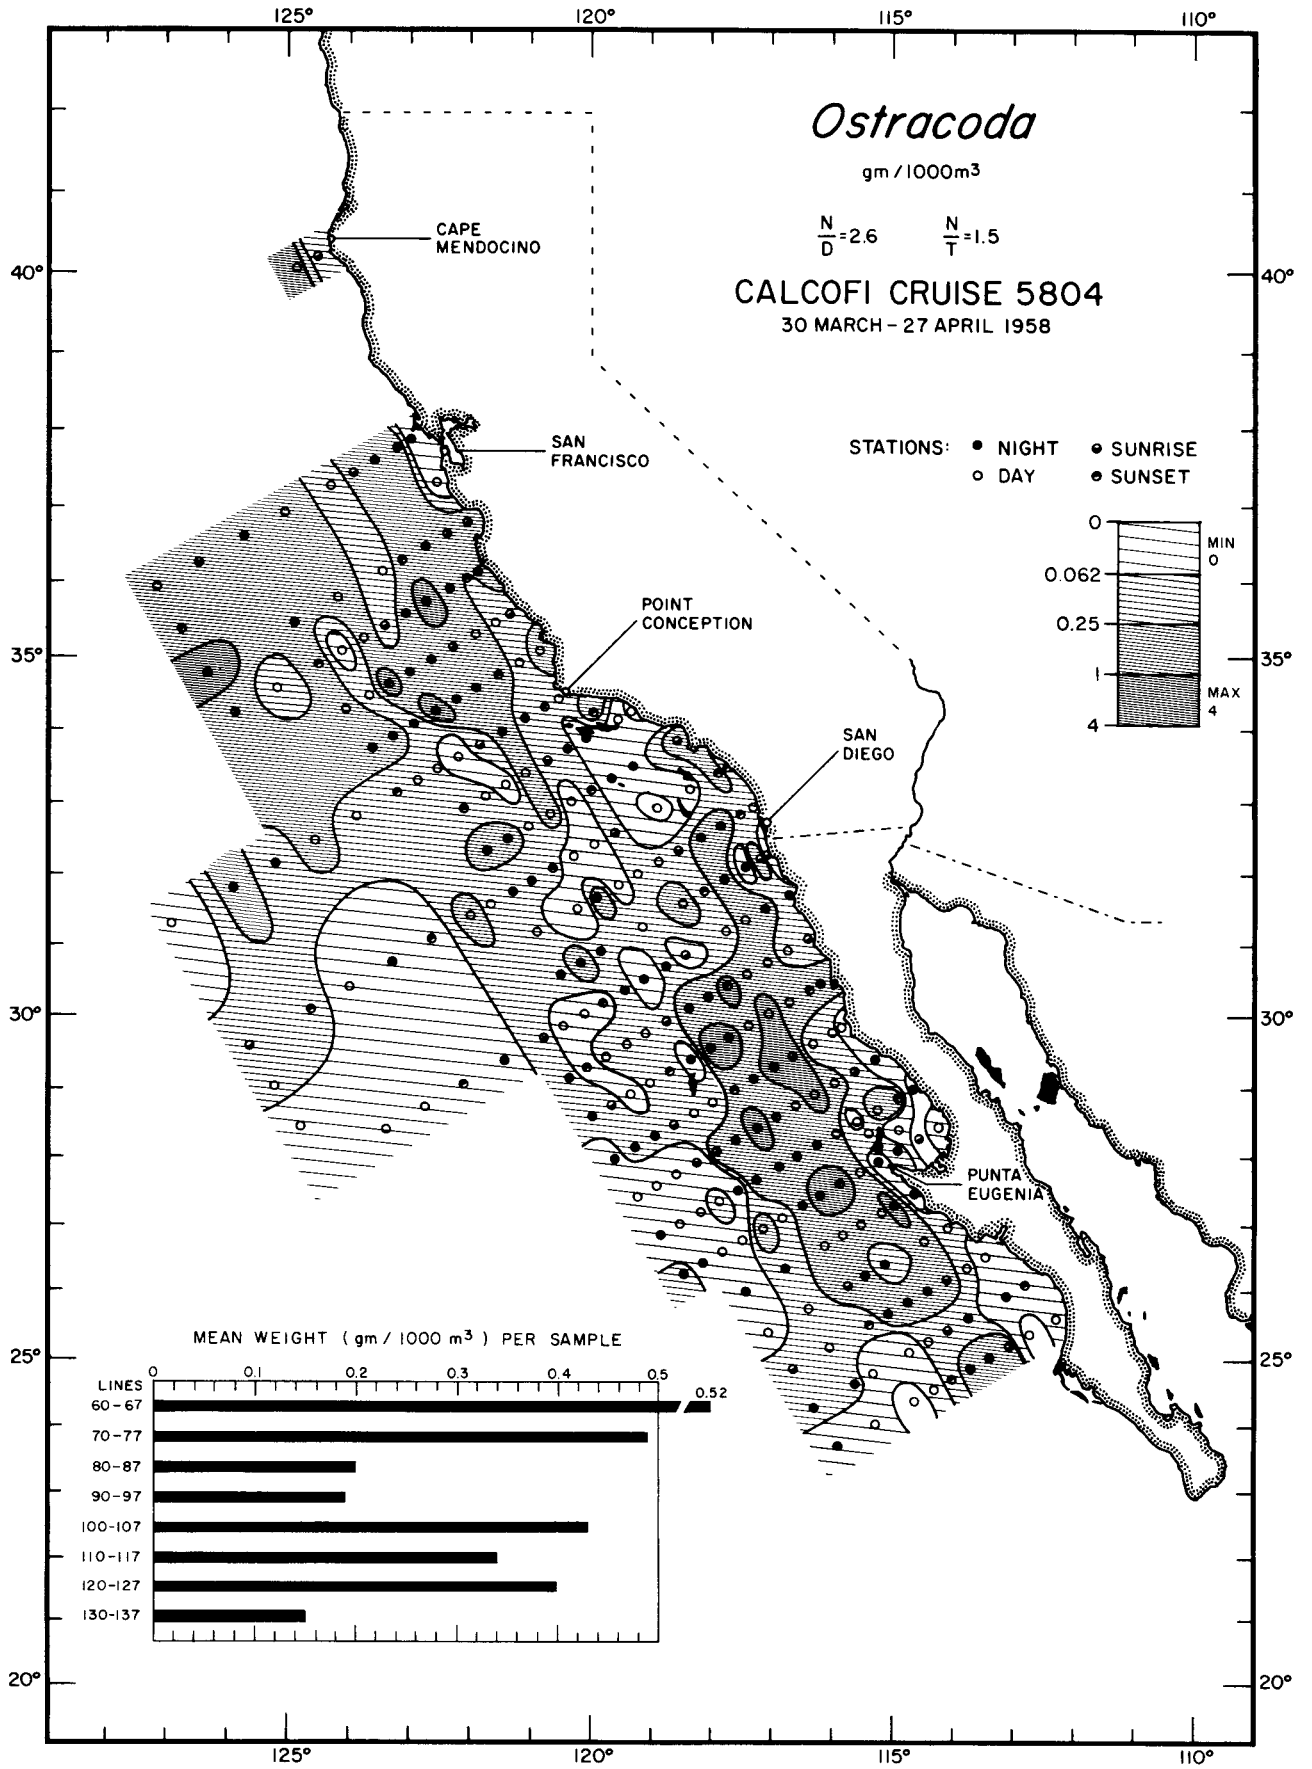 125° 120° 115° 110°
Ostracoda
gm/1000m³
N/D=2.6 N/T=1.5
CALCOFI CRUISE 5804
30 MARCH – 27 APRIL 1958
CAPE
MENDOCINO
40° 40°
SAN
FRANCISCO
STATIONS: ● NIGHT SUNRISE
○ DAY SUNSET
0
MIN
0
0.062
0.25
1
MAX
4
4
POINT
CONCEPTION
35° 35°
SAN
DIEGO
30° 30°
PUNTA
EUGENIA
25° 25°
MEAN WEIGHT (gm/1000 m³) PER SAMPLE
0 0.1 0.2 0.3 0.4 0.5
0.52
LINES
60-67
70-77
80-87
90-97
100-107
110-117
120-127
130-137
20° 20°
125° 120° 115° 110°